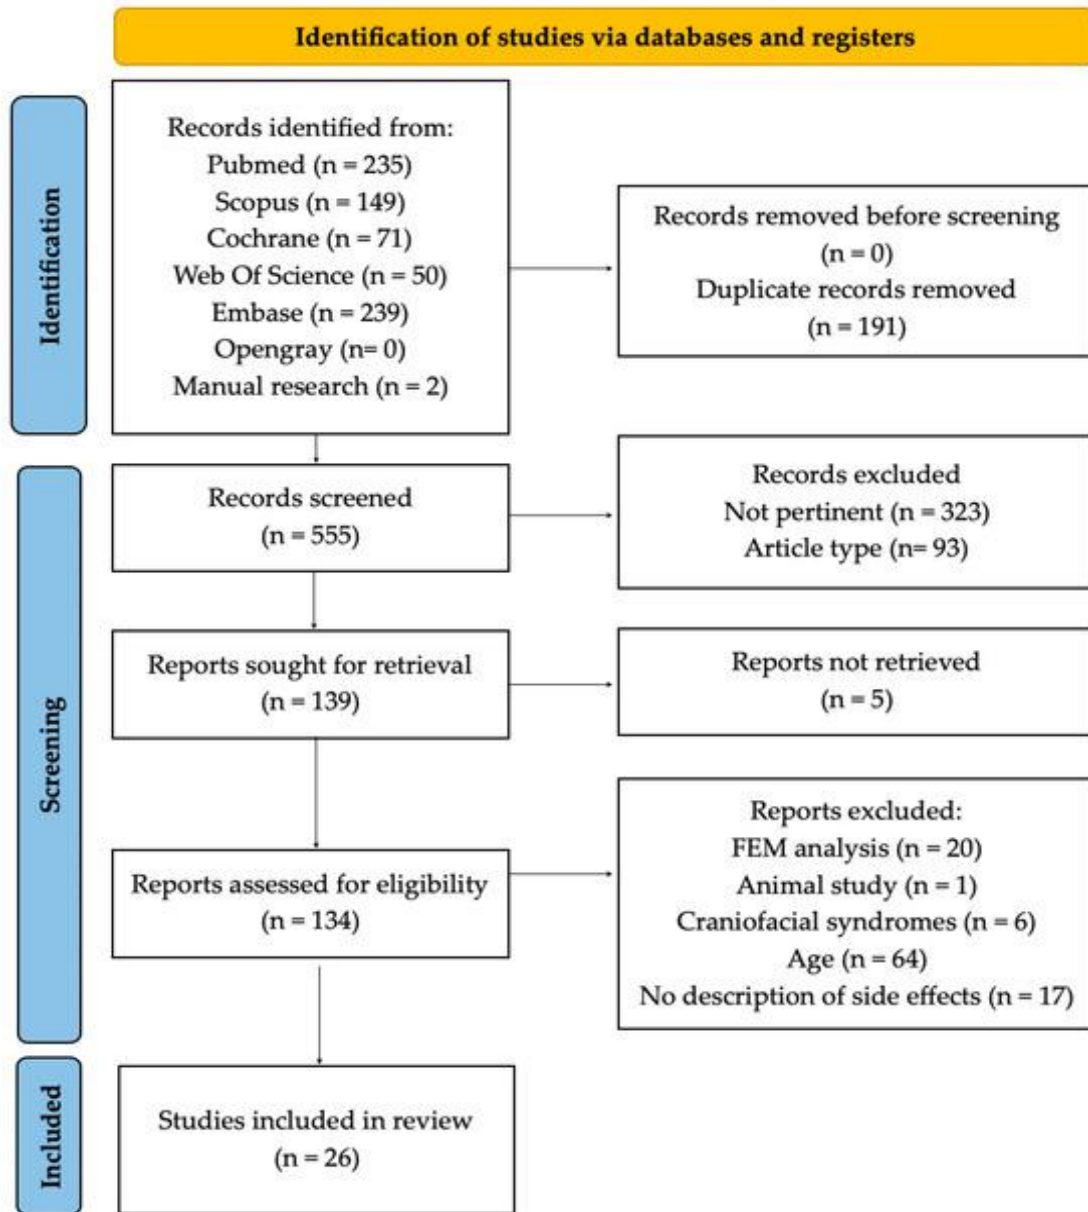 Identification of studies via databases and registers
Identification
Records identified from:
Pubmed (n = 235)
Scopus (n = 149)
Cochrane (n = 71)
Web Of Science (n = 50)
Embase (n = 239)
Opengray (n= 0)
Manual research (n = 2)
Records removed before screening
(n = 0)
Duplicate records removed
(n = 191)
Screening
Records screened
(n = 555)
Records excluded
Not pertinent (n = 323)
Article type (n= 93)
Reports sought for retrieval
(n = 139)
Reports not retrieved
(n = 5)
Reports assessed for eligibility
(n = 134)
Reports excluded:
FEM analysis (n = 20)
Animal study (n = 1)
Craniofacial syndromes (n = 6)
Age (n = 64)
No description of side effects (n = 17)
Included
Studies included in review
(n = 26)